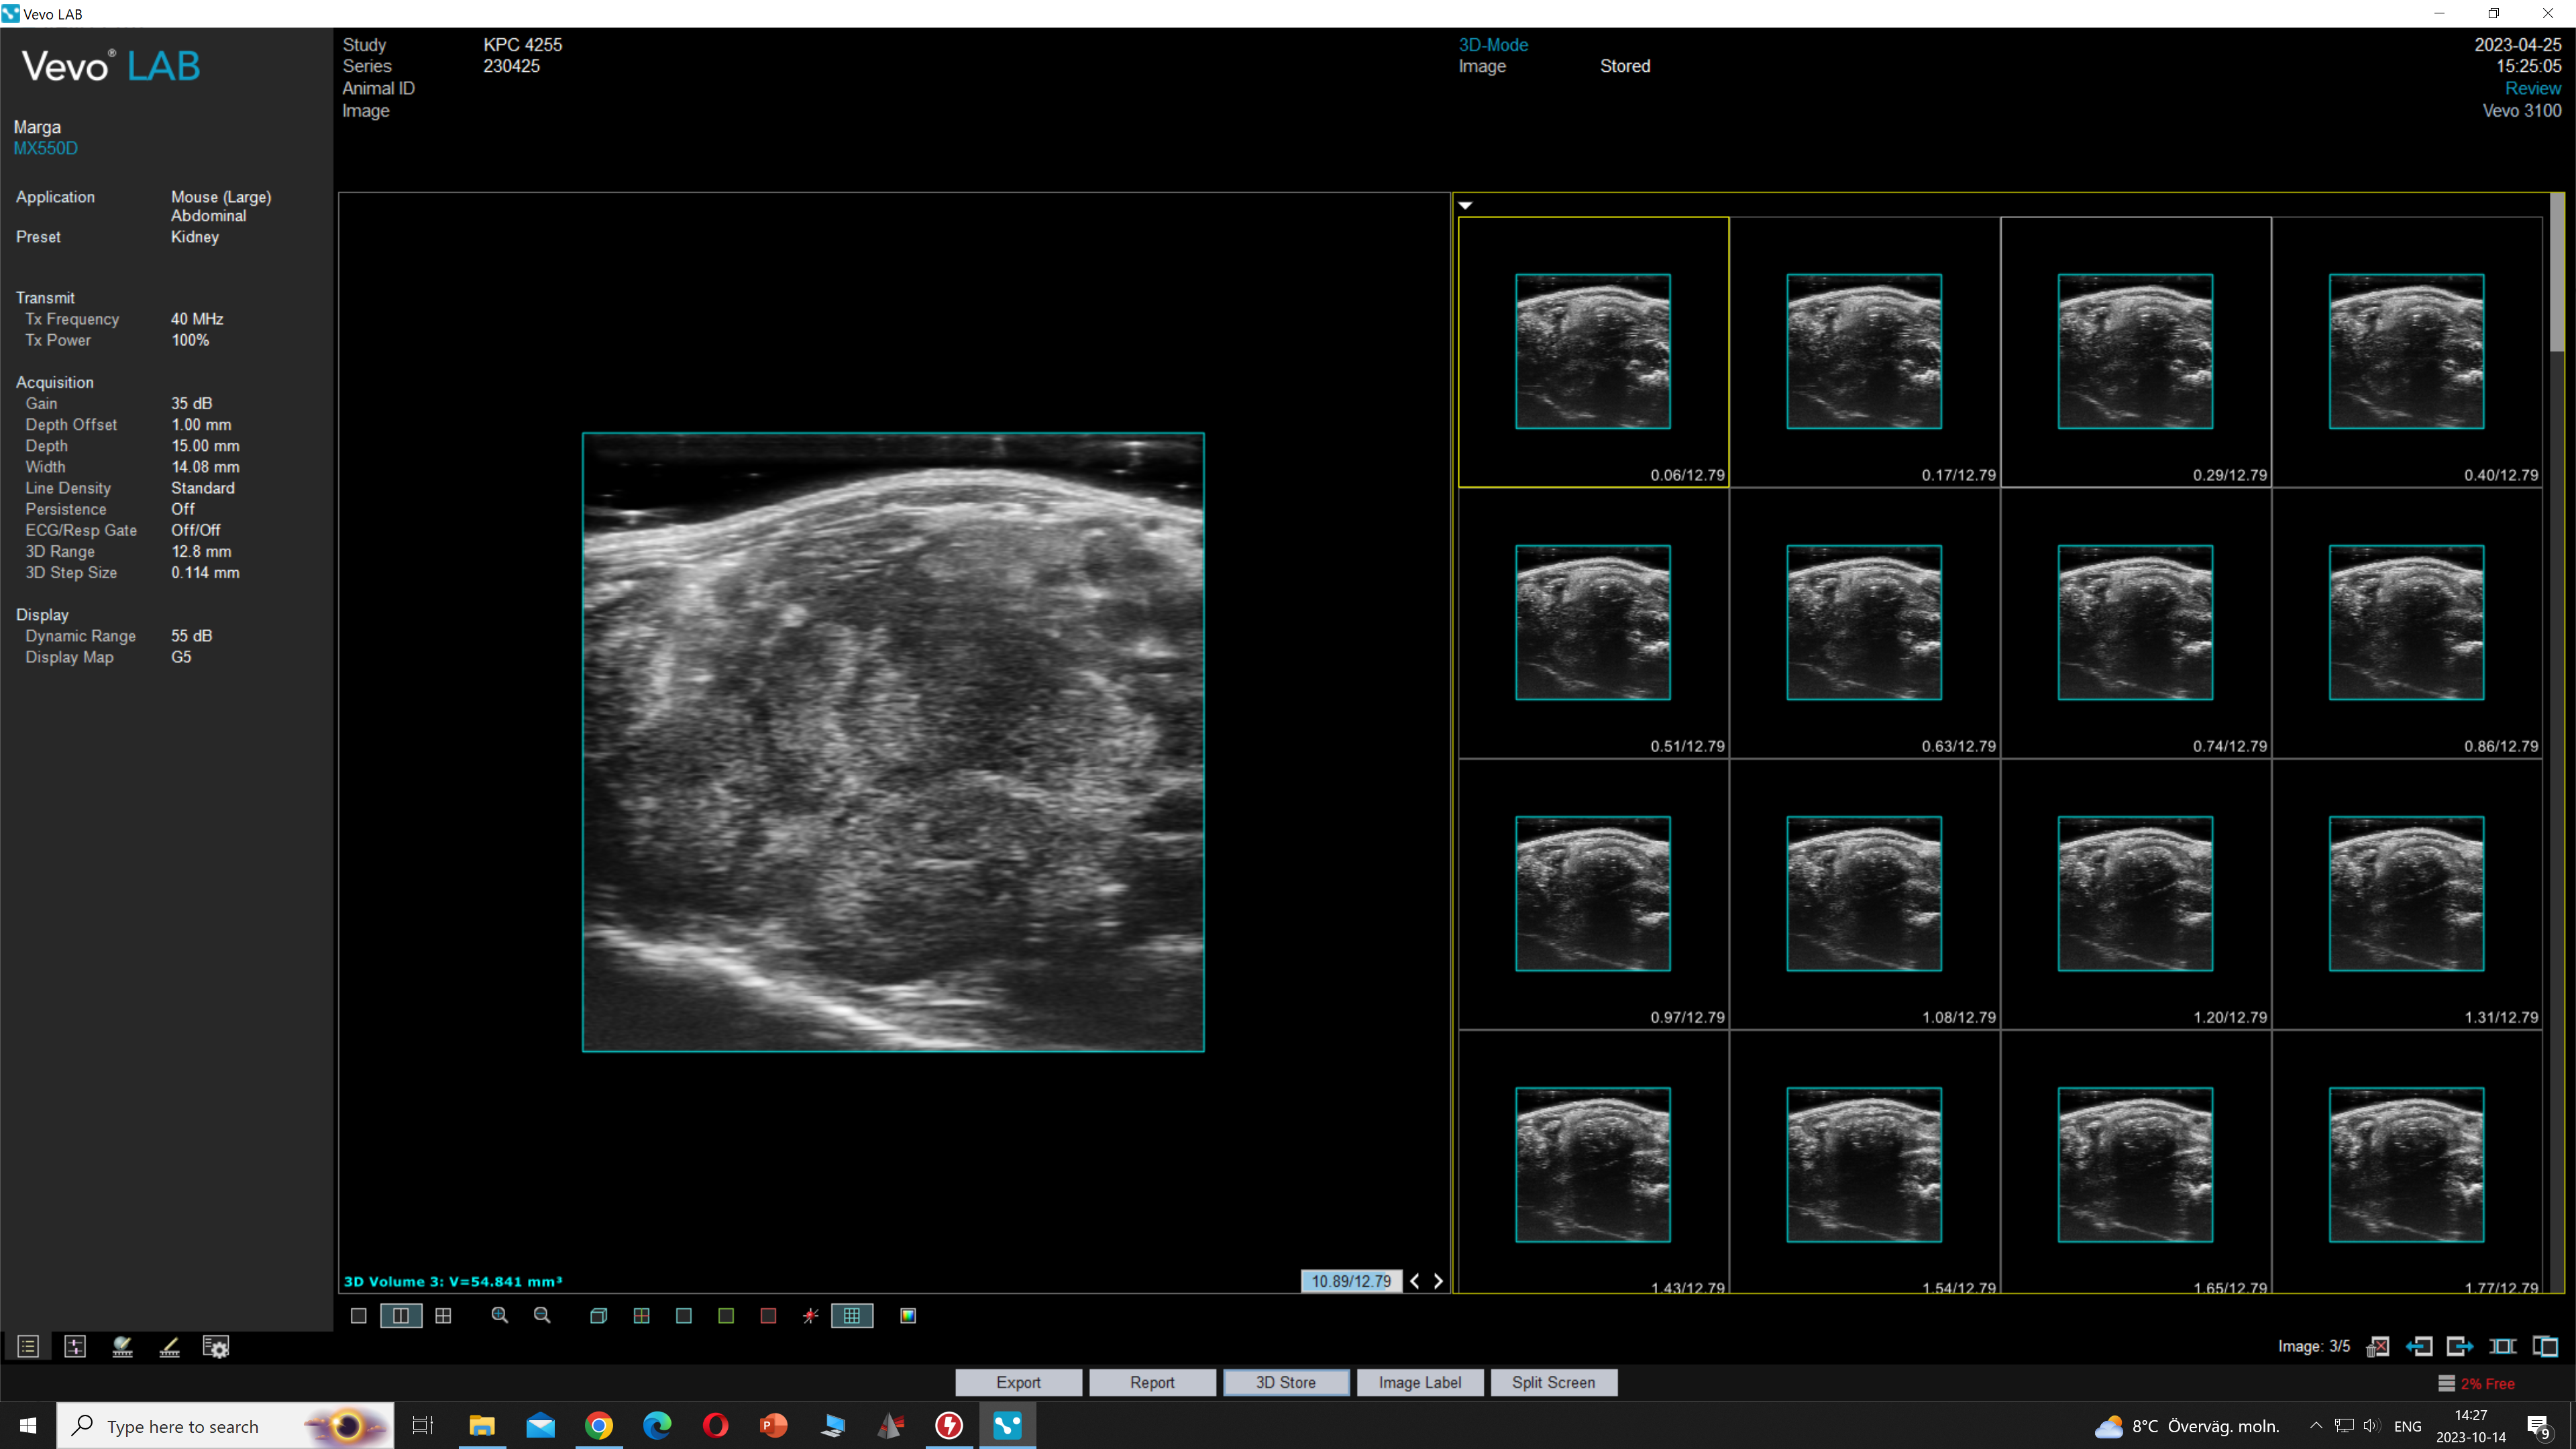 Vevo LAB
Vevo® LAB
Marga
MX550D
Application Mouse (Large)
Abdominal
Preset Kidney
Transmit
Tx Frequency 40 MHz
Tx Power 100%
Acquisition
Gain 35 dB
Depth Offset 1.00 mm
Depth 15.00 mm
Width 14.08 mm
Line Density Standard
Persistence Off
ECG/Resp Gate Off/Off
3D Range 12.8 mm
3D Step Size 0.114 mm
Display
Dynamic Range 55 dB
Display Map G5
Study KPC 4255
Series 230425
Animal ID
Image
3D-Mode
Image Stored
2023-04-25
15:25:05
Review
Vevo 3100
0.06/12.79 0.17/12.79 0.29/12.79 0.40/12.79
0.51/12.79 0.63/12.79 0.74/12.79 0.86/12.79
0.97/12.79 1.08/12.79 1.20/12.79 1.31/12.79
1.43/12.79 1.54/12.79 1.65/12.79 1.77/12.79
3D Volume 3: V=54.841 mm³
10.89/12.79
Image: 3/5
Export Report 3D Store Image Label Split Screen
2% Free
Type here to search
8°C Överväg. moln.
ENG
14:27
2023-10-14
9